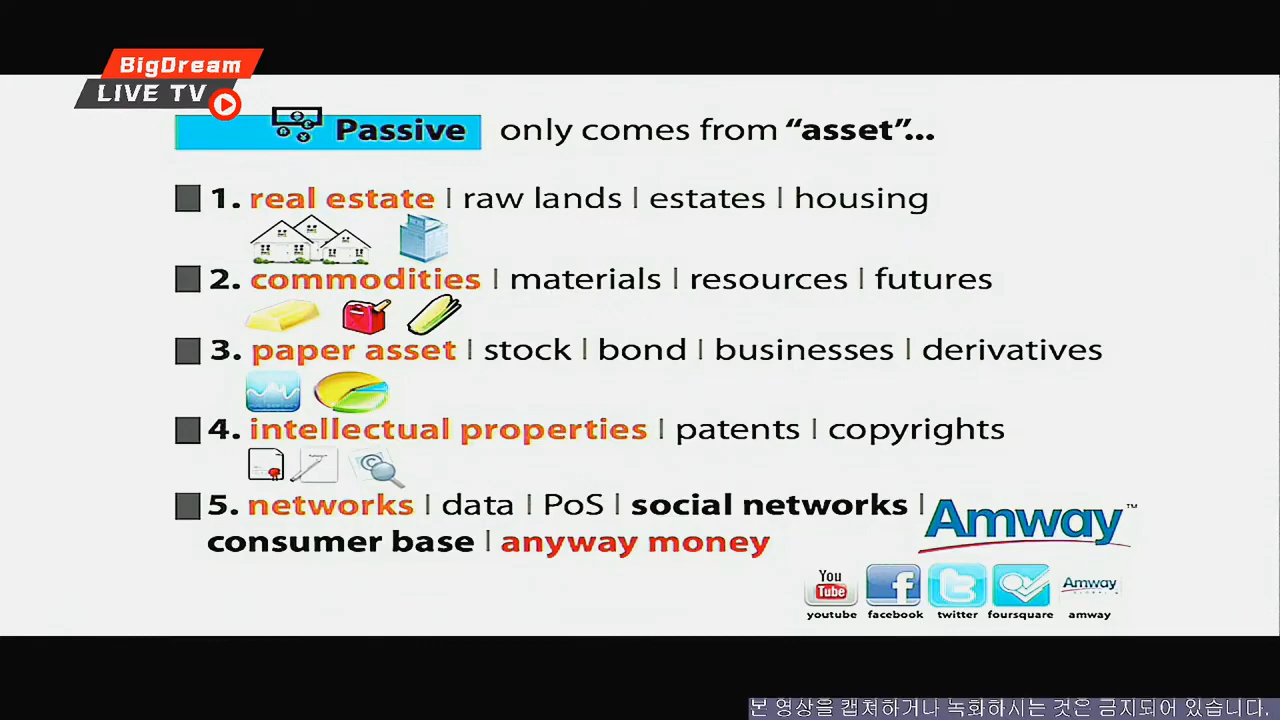 BigDream
LIVE TV
Passive only comes from “asset”...
1. real estate | raw lands | estates | housing
2. commodities | materials | resources | futures
3. paper asset | stock | bond | businesses | derivatives
4. intellectual properties | patents | copyrights
5. networks | data | PoS | social networks |
Amway™
consumer base | anyway money
You
Tube
Amway
youtube facebook twitter foursquare amway
본 영상을 캡쳐하거나 녹화하시는 것은 금지되어 있습니다.